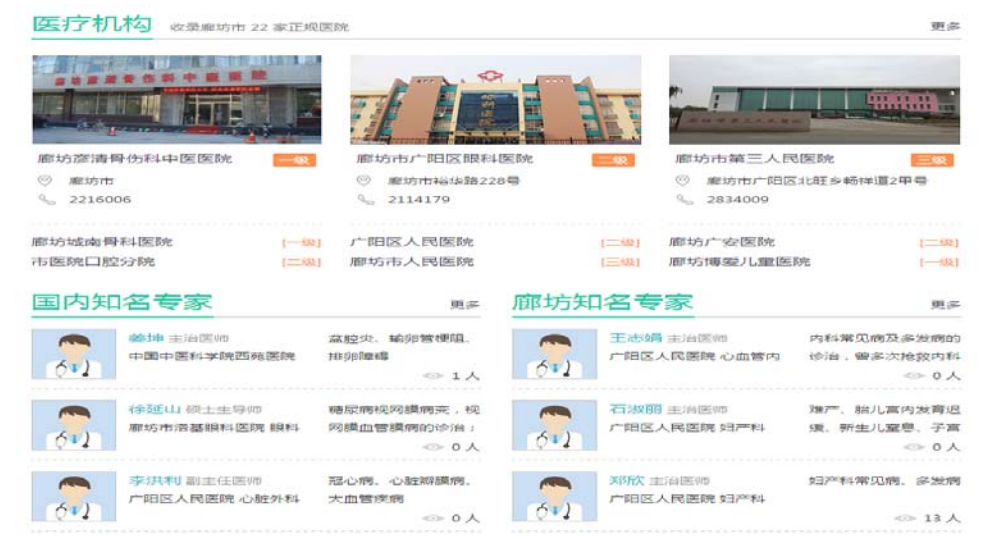 医疗机构 收录廊坊市 22 家正规医院 更多
廊坊彦清骨伤科中医医院 一级
廊坊市
2216006
廊坊市广阳区眼科医院 二级
廊坊市裕华路228号
2114179
廊坊市第三人民医院 三级
廊坊市广阳区北旺乡畅祥道2甲号
2834009
廊坊城南骨科医院 [一级] 广阳区人民医院 [二级] 廊坊广安医院 [二级]
市医院口腔分院 [二级] 廊坊市人民医院 [三级] 廊坊博爱儿童医院 [一级]
国内知名专家 更多
姜坤 主治医师 盆腔炎、输卵管梗阻、
中国中医科学院西苑医院 排卵障碍
1 人
徐延山 硕士生导师 糖尿病视网膜病变，视
廊坊市洛基眼科医院 眼科 网膜血管膜病的诊治；
0 人
李洪利 副主任医师 冠心病、心脏瓣膜病、
广阳区人民医院 心脏外科 大血管疾病
0 人
廊坊知名专家 更多
王志娟 主治医师 内科常见病及多发病的
广阳区人民医院 心血管内 诊治，曾多次抢救内科
0 人
石淑丽 主治医师 难产、胎儿宫内发育迟
广阳区人民医院 妇产科 缓、新生儿窒息、子宫
0 人
邓欣 主治医师 妇产科常见病、多发病
广阳区人民医院 妇产科
13 人